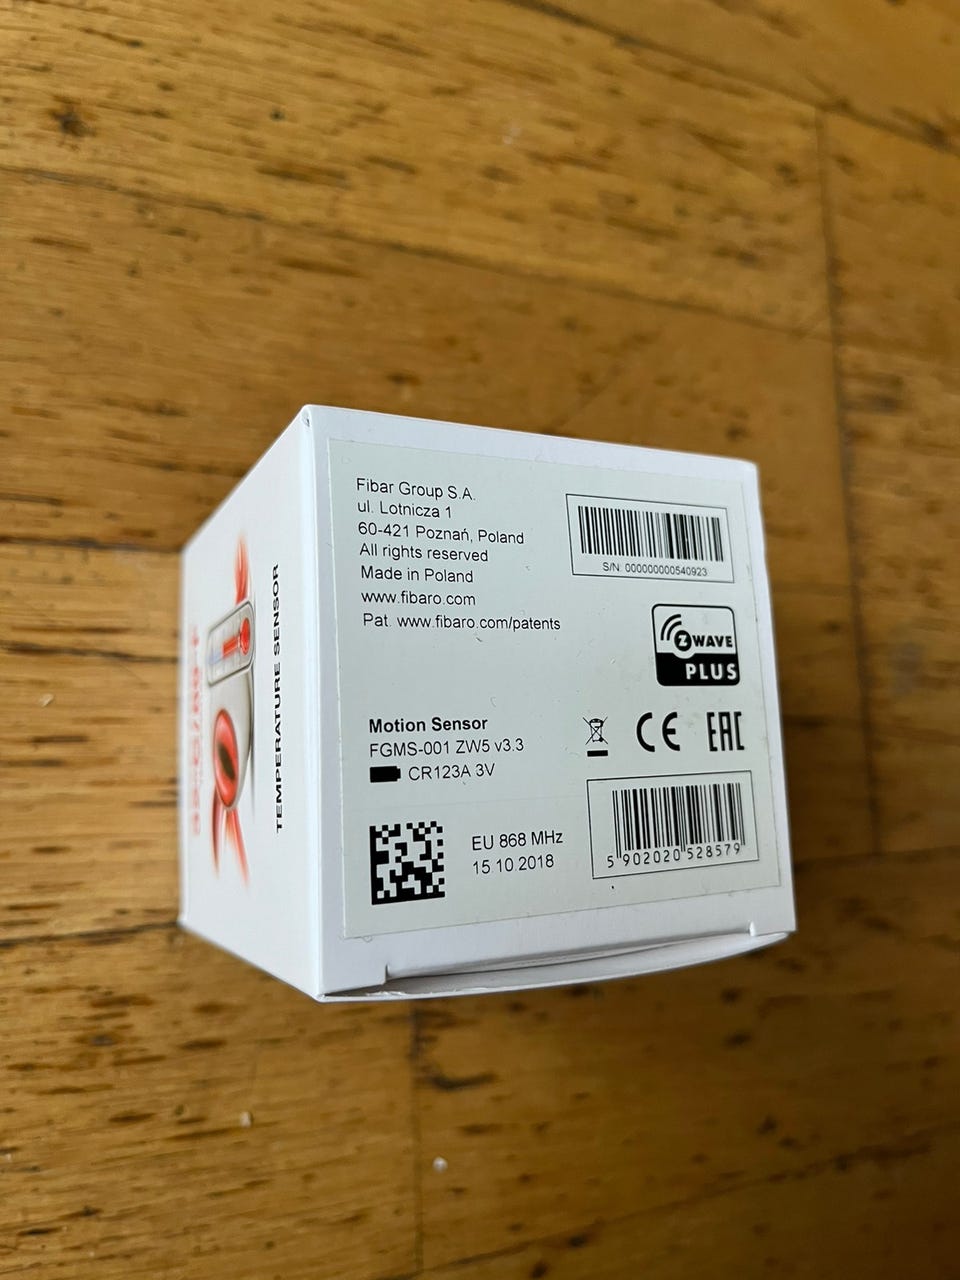 Fibar Group S.A.
ul. Lotnicza 1
60-421 Poznań, Poland
All rights reserved
Made in Poland
www.fibaro.com
Pat. www.fibaro.com/patents
S/N 000000000540923
Z WAVE
PLUS
Motion Sensor
FGMS-001 ZW5 v3.3
CR123A 3V
CE
EAC
EU 868 MHz
15.10.2018
5 902020 528579
TEMPERATURE SENSOR